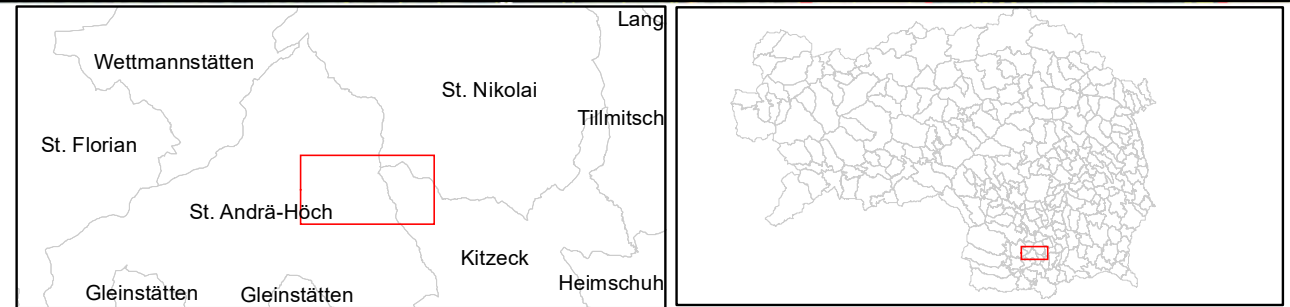 Lang
Wettmannstätten
St. Nikolai
Tillmitsch
St. Florian
St. Andrä-Höch
Kitzeck
Heimschuh
Gleinstätten
Gleinstätten